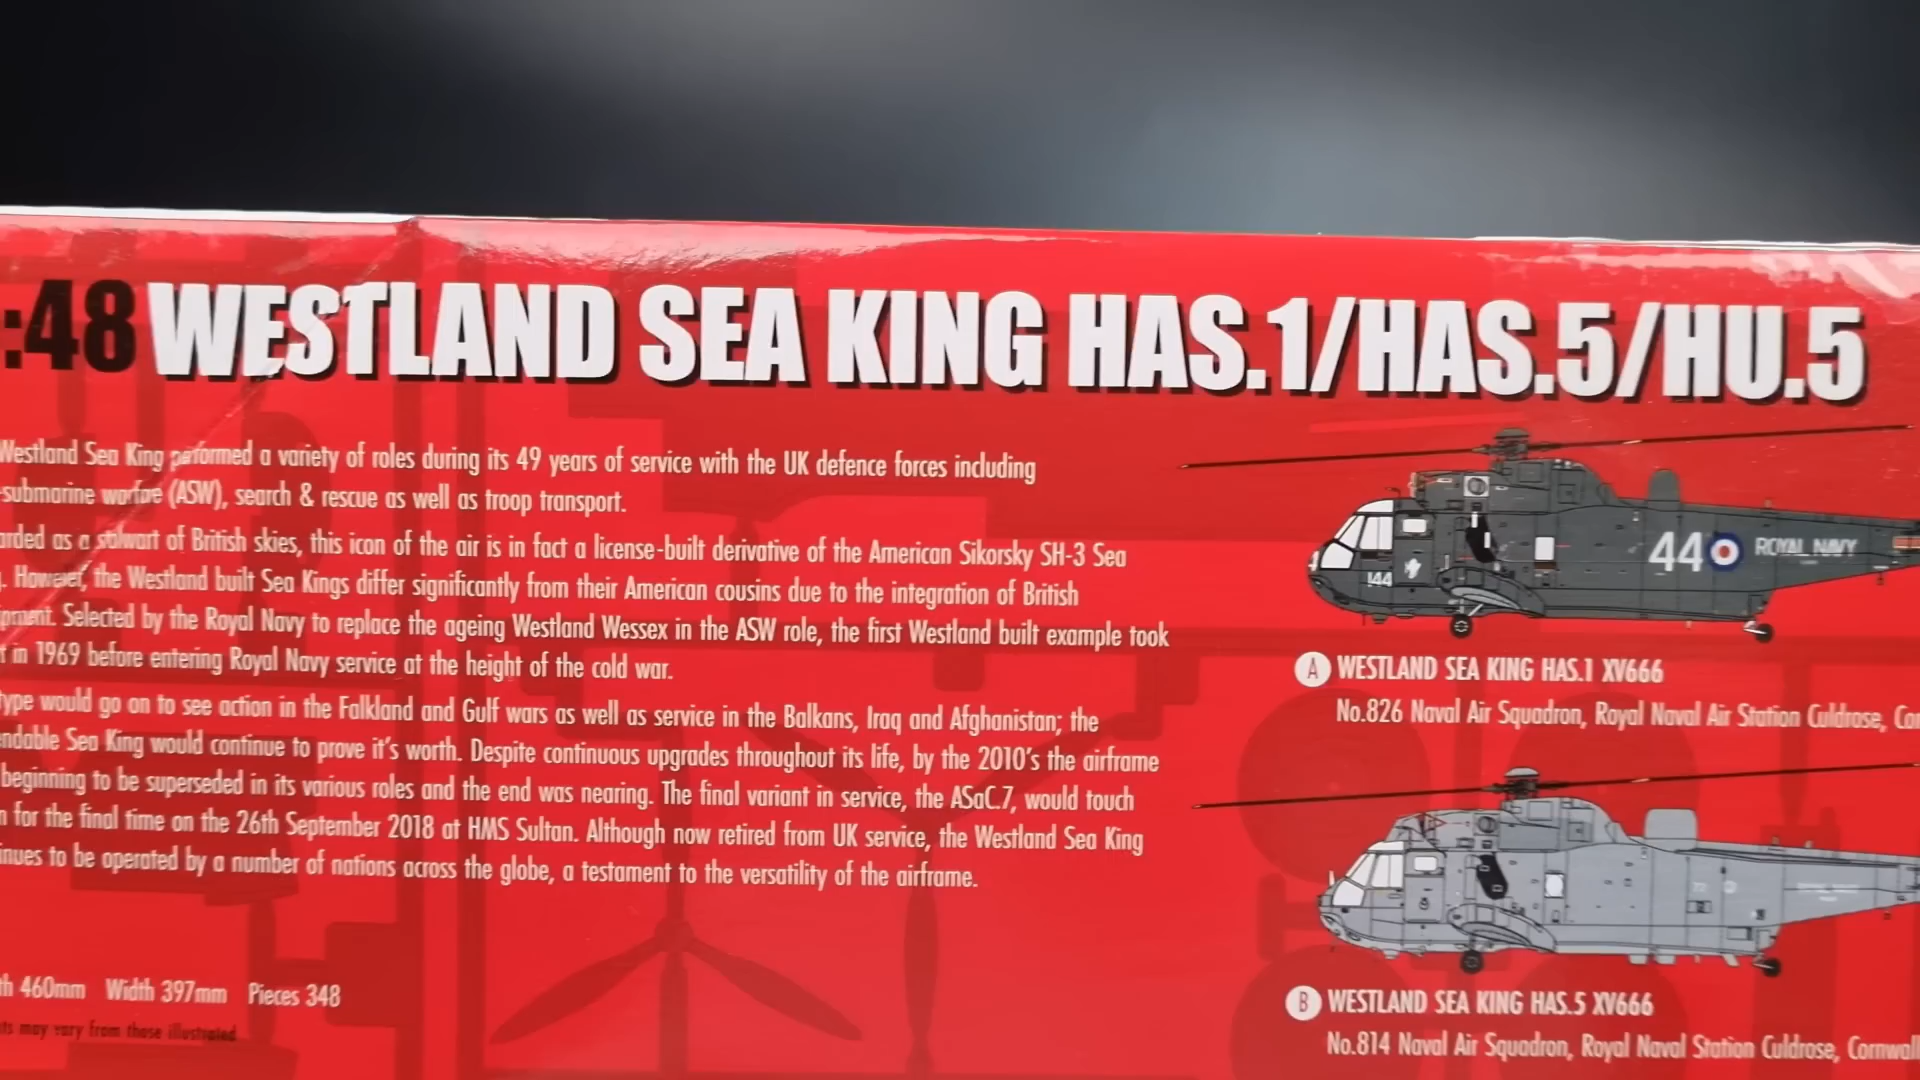 :48 WESTLAND SEA KING HAS.1/HAS.5/HU.5
Westland Sea King performed a variety of roles during its 49 years of service with the UK defence forces including
-submarine warfare (ASW), search & rescue as well as troop transport.
arded as a stalwart of British skies, this icon of the air is in fact a license-built derivative of the American Sikorsky SH-3 Sea
. However, the Westland built Sea Kings differ significantly from their American cousins due to the integration of British
pment. Selected by the Royal Navy to replace the ageing Westland Wessex in the ASW role, the first Westland built example took
t in 1969 before entering Royal Navy service at the height of the cold war.
type would go on to see action in the Falkland and Gulf wars as well as service in the Balkans, Iraq and Afghanistan; the
endable Sea King would continue to prove it's worth. Despite continuous upgrades throughout its life, by the 2010's the airframe
beginning to be superseded in its various roles and the end was nearing. The final variant in service, the ASaC.7, would touch
n for the final time on the 26th September 2018 at HMS Sultan. Although now retired from UK service, the Westland Sea King
inues to be operated by a number of nations across the globe, a testament to the versatility of the airframe.
th 460mm Width 397mm Pieces 348
ts may vary from those illustrated
44 ROYAL NAVY
144
A WESTLAND SEA KING HAS.1 XV666
No.826 Naval Air Squadron, Royal Naval Air Station Culdrose, Cor
B WESTLAND SEA KING HAS.5 XV666
No.814 Naval Air Squadron, Royal Naval Station Culdrose, Cornwall